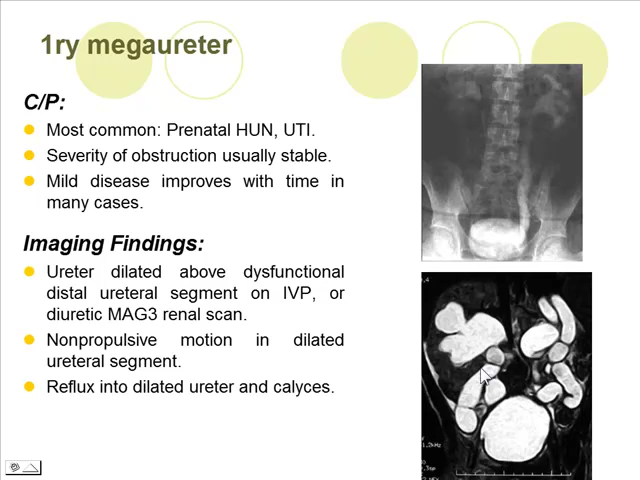 1ry megaureter
C/P:
Most common: Prenatal HUN, UTI.
Severity of obstruction usually stable.
Mild disease improves with time in
many cases.
Imaging Findings:
Ureter dilated above dysfunctional
distal ureteral segment on IVP, or
diuretic MAG3 renal scan.
Nonpropulsive motion in dilated
ureteral segment.
Reflux into dilated ureter and calyces.